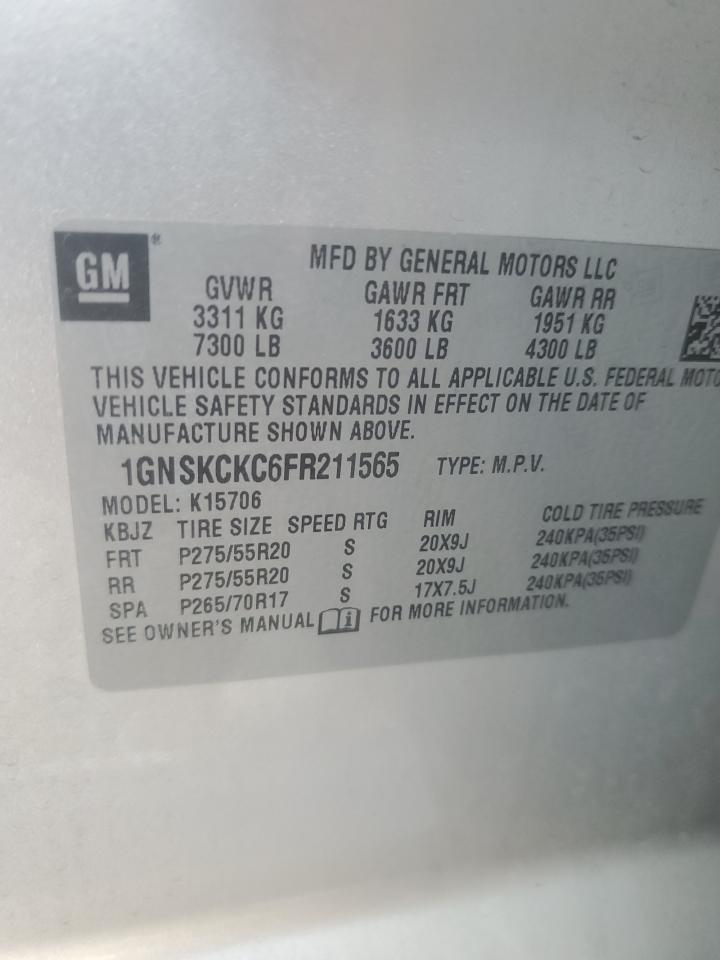 GM®
MFD BY GENERAL MOTORS LLC
GVWR GAWR FRT GAWR RR
3311 KG 1633 KG 1951 KG
7300 LB 3600 LB 4300 LB
THIS VEHICLE CONFORMS TO ALL APPLICABLE U.S. FEDERAL MOTO
VEHICLE SAFETY STANDARDS IN EFFECT ON THE DATE OF
MANUFACTURE SHOWN ABOVE.
1GNSKCKC6FR211565 TYPE: M.P.V.
MODEL: K15706
KBJZ TIRE SIZE SPEED RTG RIM COLD TIRE PRESSURE
FRT P275/55R20 S 20X9J 240KPA(35PSI)
RR P275/55R20 S 20X9J 240KPA(35PSI)
SPA P265/70R17 S 17X7.5J 240KPA(35PSI)
SEE OWNER'S MANUAL i FOR MORE INFORMATION.